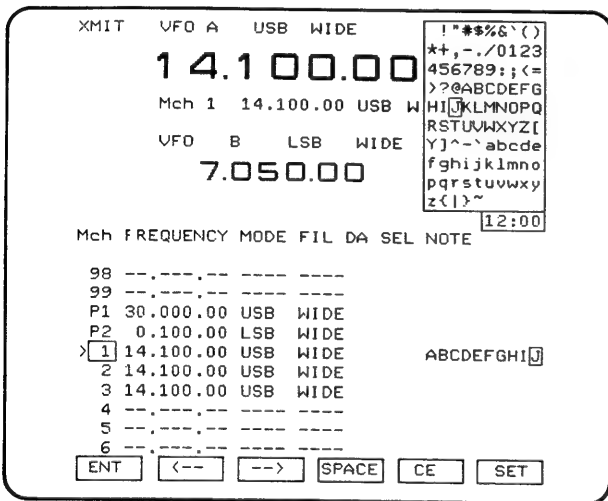 XMIT VFO A USB WIDE
14.100.00
Mch 1 14.100.00 USB W
VFO B LSB WIDE
7.050.00
!"#$%&`()
*+,-./0123
456789:;<=
>?@ABCDEFG
HIJKLMNOPQ
RSTUVWXYZ[
Y]^-`abcde
fghijklmno
pqrstuvwxy
z{|}~
12:00
Mch FREQUENCY MODE FIL DA SEL NOTE
98 --.---.-- ---- ----
99 --.---.-- ---- ----
P1 30.000.00 USB WIDE
P2 0.100.00 LSB WIDE
>1 14.100.00 USB WIDE ABCDEFGHIJ
2 14.100.00 USB WIDE
3 14.100.00 USB WIDE
4 --.---.-- ---- ----
5 --.---.-- ---- ----
6 --.---.-- ---- ----
ENT <-- --> SPACE CE SET